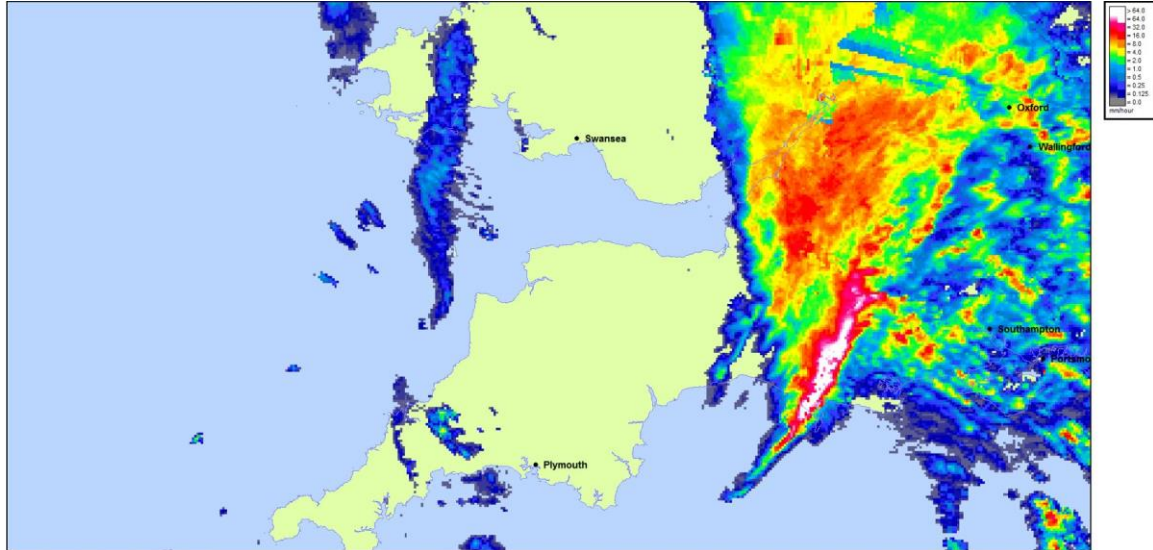 > 64.0
= 64.0
= 32.0
= 16.0
= 8.0
= 4.0
= 2.0
= 1.0
= 0.5
= 0.25
= 0.125
= 0.0
mm/hour
Oxford
Wallingford
Swansea
Southampton
Portsmo
Plymouth